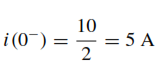 i(0⁻) = 10/2 = 5 A